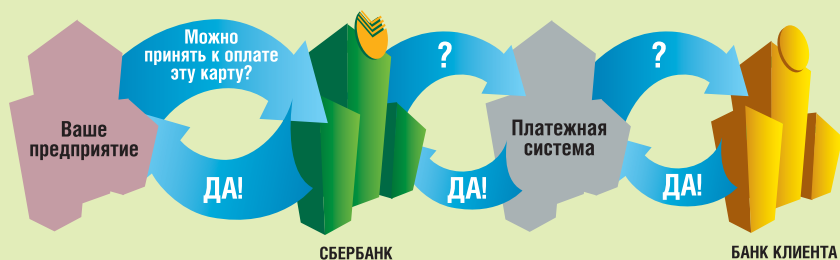 Можно
принять к оплате
эту карту?
?
?
Ваше
предприятие
Платежная
система
ДА!
ДА!
ДА!
СБЕРБАНК
БАНК КЛИЕНТА